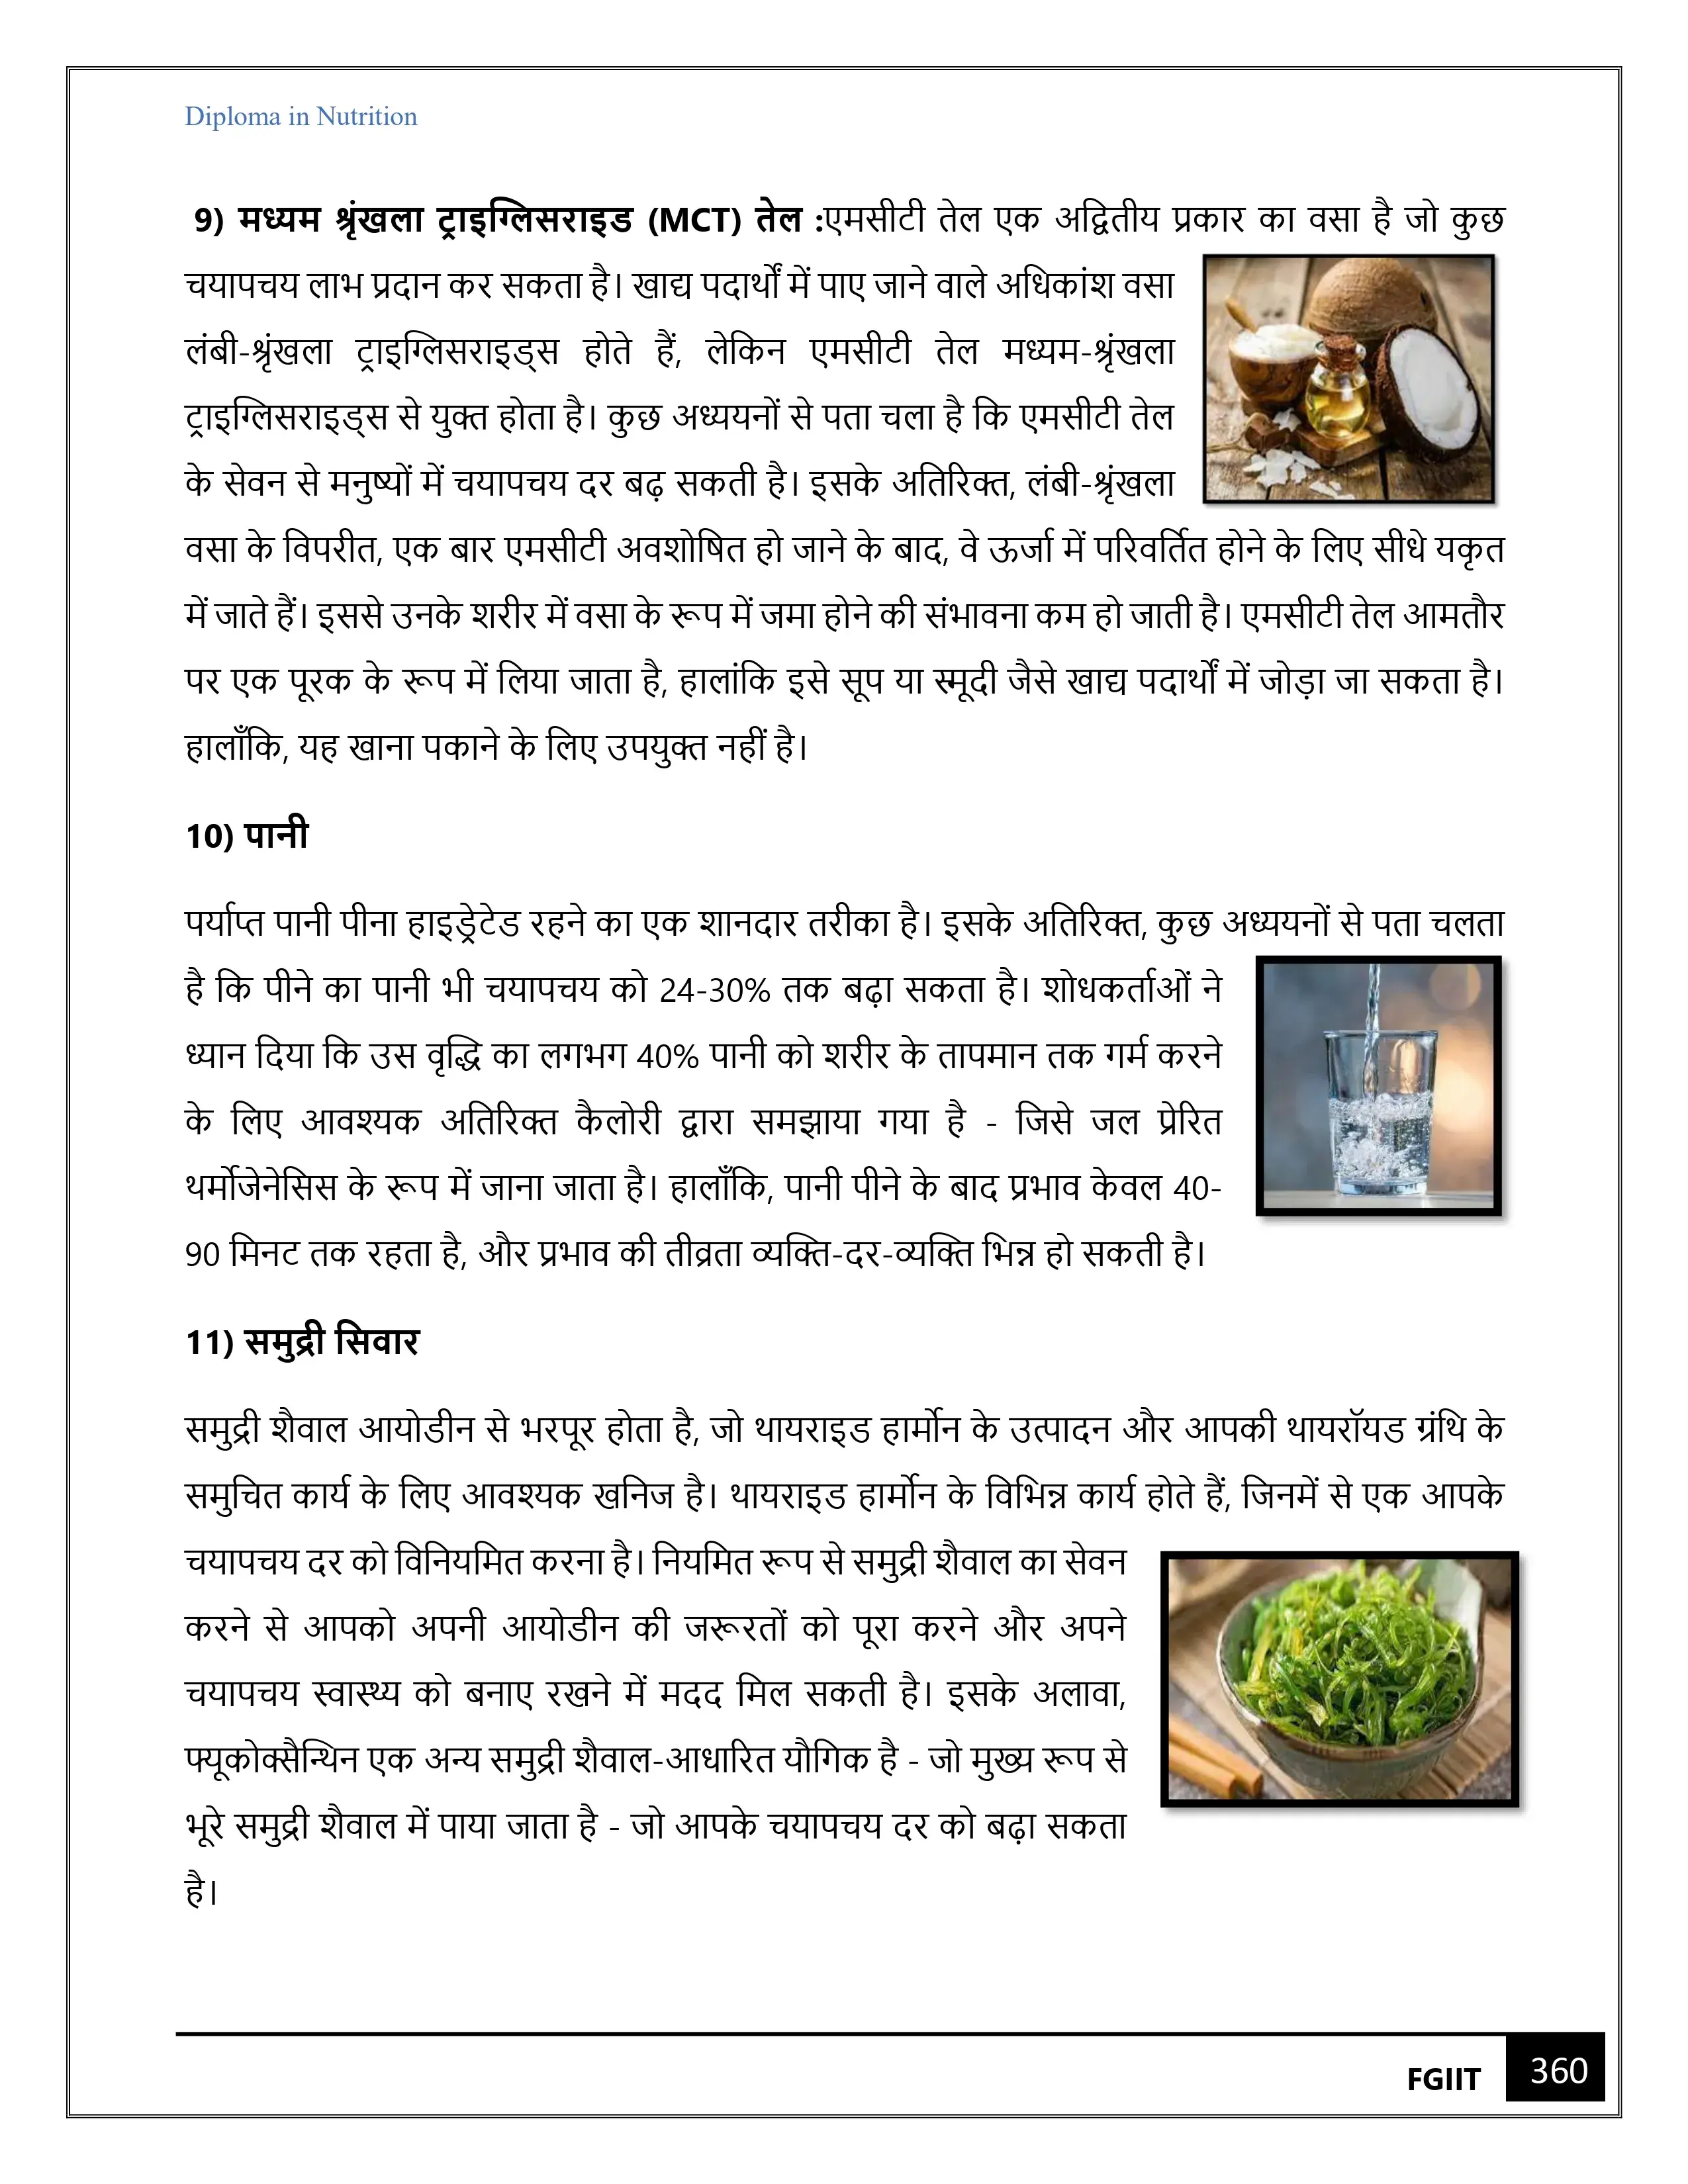 Diploma in Nutrition
9) मध्यम श्रृंखला ट्राइग्लिसराइड (MCT) तेल :एमसीटी तेल एक अद्वितीय प्रकार का वसा है जो कुछ
चयापचय लाभ प्रदान कर सकता है। खाद्य पदार्थों में पाए जाने वाले अधिकांश वसा
लंबी-श्रृंखला ट्राइग्लिसराइड्स होते हैं, लेकिन एमसीटी तेल मध्यम-श्रृंखला
ट्राइग्लिसराइड्स से युक्त होता है। कुछ अध्ययनों से पता चला है कि एमसीटी तेल
के सेवन से मनुष्यों में चयापचय दर बढ़ सकती है। इसके अतिरिक्त, लंबी-श्रृंखला
वसा के विपरीत, एक बार एमसीटी अवशोषित हो जाने के बाद, वे ऊर्जा में परिवर्तित होने के लिए सीधे यकृत
में जाते हैं। इससे उनके शरीर में वसा के रूप में जमा होने की संभावना कम हो जाती है। एमसीटी तेल आमतौर
पर एक पूरक के रूप में लिया जाता है, हालांकि इसे सूप या स्मूदी जैसे खाद्य पदार्थों में जोड़ा जा सकता है।
हालाँकि, यह खाना पकाने के लिए उपयुक्त नहीं है।
10) पानी
पर्याप्त पानी पीना हाइड्रेटेड रहने का एक शानदार तरीका है। इसके अतिरिक्त, कुछ अध्ययनों से पता चलता
है कि पीने का पानी भी चयापचय को 24-30% तक बढ़ा सकता है। शोधकर्ताओं ने
ध्यान दिया कि उस वृद्धि का लगभग 40% पानी को शरीर के तापमान तक गर्म करने
के लिए आवश्यक अतिरिक्त कैलोरी द्वारा समझाया गया है - जिसे जल प्रेरित
थर्मोजेनेसिस के रूप में जाना जाता है। हालाँकि, पानी पीने के बाद प्रभाव केवल 40-
90 मिनट तक रहता है, और प्रभाव की तीव्रता व्यक्ति-दर-व्यक्ति भिन्न हो सकती है।
11) समुद्री सिवार
समुद्री शैवाल आयोडीन से भरपूर होता है, जो थायराइड हार्मोन के उत्पादन और आपकी थायरॉयड ग्रंथि के
समुचित कार्य के लिए आवश्यक खनिज है। थायराइड हार्मोन के विभिन्न कार्य होते हैं, जिनमें से एक आपके
चयापचय दर को विनियमित करना है। नियमित रूप से समुद्री शैवाल का सेवन
करने से आपको अपनी आयोडीन की जरूरतों को पूरा करने और अपने
चयापचय स्वास्थ्य को बनाए रखने में मदद मिल सकती है। इसके अलावा,
फ्यूकोक्सैन्थिन एक अन्य समुद्री शैवाल-आधारित यौगिक है - जो मुख्य रूप से
भूरे समुद्री शैवाल में पाया जाता है - जो आपके चयापचय दर को बढ़ा सकता
है।
FGIIT 360